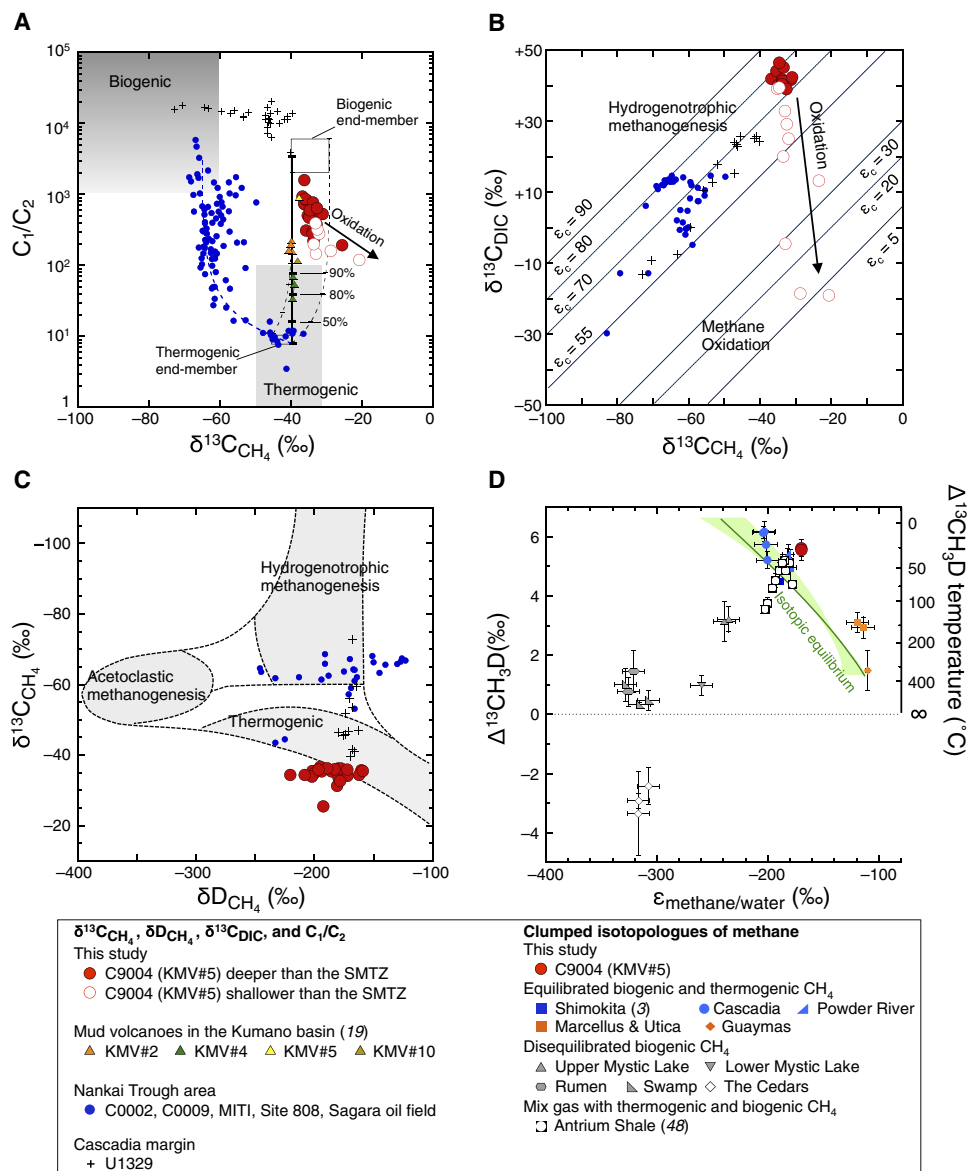 A
10⁵
10⁴
10³
10²
10¹
1
C₁/C₂
Biogenic
Biogenic
end-member
Oxidation
90%
80%
50%
Thermogenic
end-member
Thermogenic
−100 −80 −60 −40 −20 0
δ¹³C_CH₄ (‰)
B
+50
+30
+10
−10
−30
−50
δ¹³C_DIC (‰)
Hydrogenotrophic
methanogenesis
Oxidation
ε_c = 90
ε_c = 80
ε_c = 70
ε_c = 55
ε_c = 30
ε_c = 20
ε_c = 5
Methane
Oxidation
−100 −80 −60 −40 −20 0
δ¹³C_CH₄ (‰)
C
−100
−80
−60
−40
−20
δ¹³C_CH₄ (‰)
Hydrogenotrophic
methanogenesis
Acetoclastic
methanogenesis
Thermogenic
−400 −300 −200 −100
δD_CH₄ (‰)
D
6
4
2
0
−2
−4
Δ¹³CH₃D(‰)
Isotopic equilibrium
0
50
100
200
400
∞
Δ¹³CH₃D temperature (˚C)
−400 −300 −200 −100
ε_methane/water (‰)
δ¹³C_CH₄, δD_CH₄, δ¹³C_DIC, and C₁/C₂
This study
C9004 (KMV#5) deeper than the SMTZ
C9004 (KMV#5) shallower than the SMTZ
Mud volcanoes in the Kumano basin (19)
KMV#2 KMV#4 KMV#5 KMV#10
Nankai Trough area
C0002, C0009, MITI, Site 808, Sagara oil field
Cascadia margin
U1329
Clumped isotopologues of methane
This study
C9004 (KMV#5)
Equilibrated biogenic and thermogenic CH₄
Shimokita (3) Cascadia Powder River
Marcellus & Utica Guaymas
Disequilibrated biogenic CH₄
Upper Mystic Lake Lower Mystic Lake
Rumen Swamp The Cedars
Mix gas with thermogenic and biogenic CH₄
Antrium Shale (48)